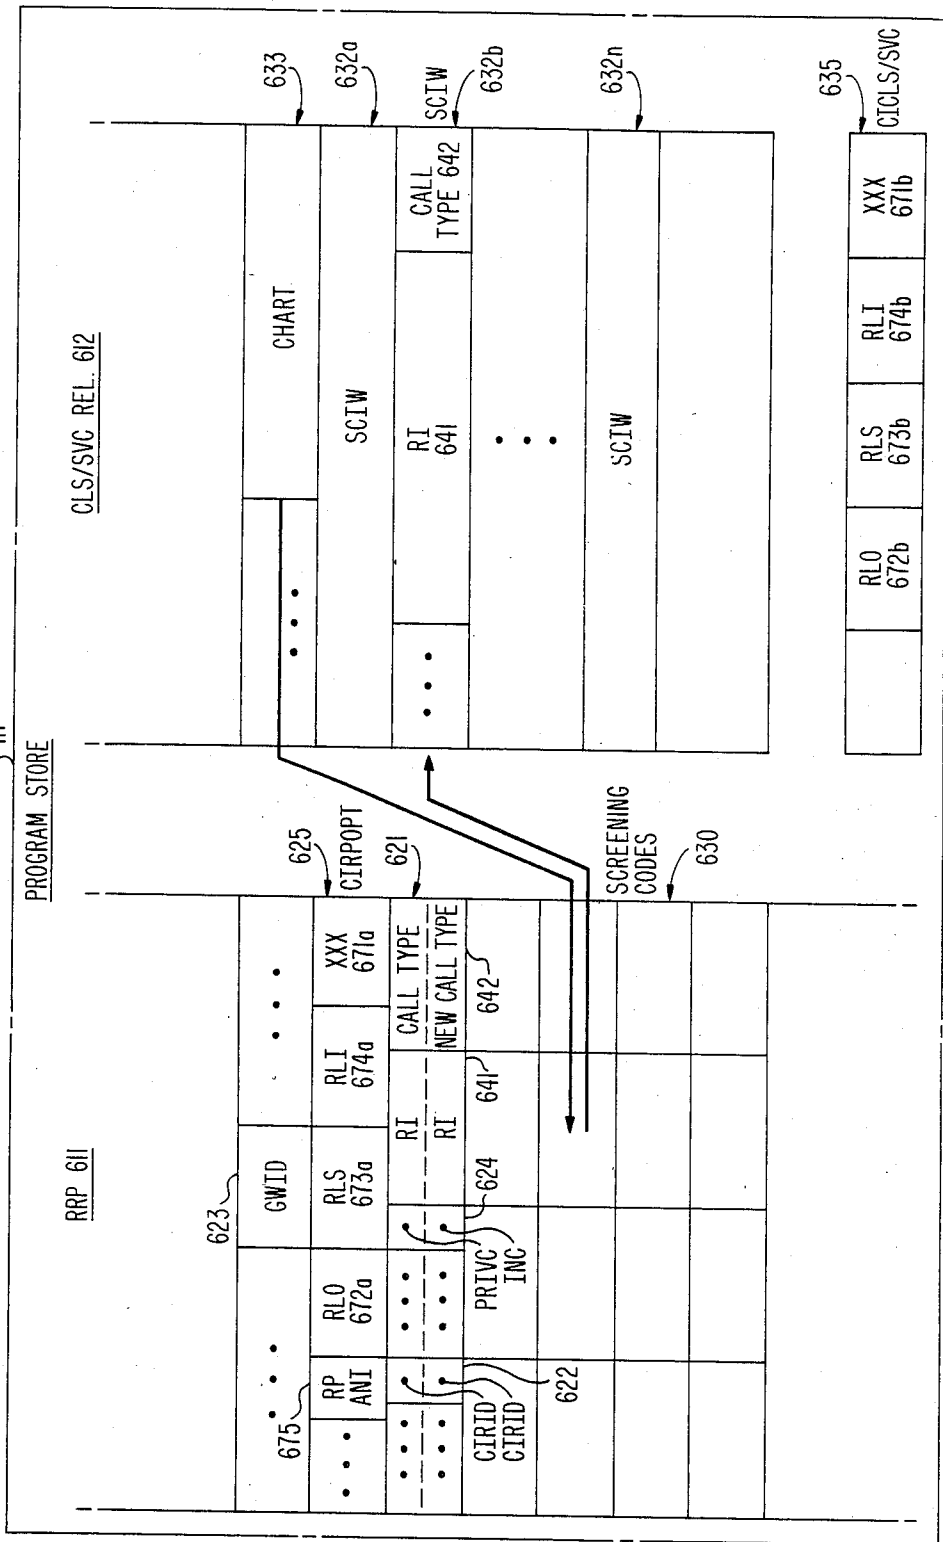 111
PROGRAM STORE
RRP 611
623
GWID
675
RP
ANI
RLO
672a
RLS
673a
RLI
674a
XXX
671a
625
CIRPOPT
RI
CALL TYPE
621
RI
NEW CALL TYPE
CIRID
CIRID
622
PRIVC
INC
624
641
642
SCREENING
CODES
630
CLS/SVC REL. 612
CHART
633
SCIW
632a
RI
641
CALL
TYPE 642
SCIW
632b
SCIW
632n
RLO
672b
RLS
673b
RLI
674b
XXX
671b
635
CICLS/SVC